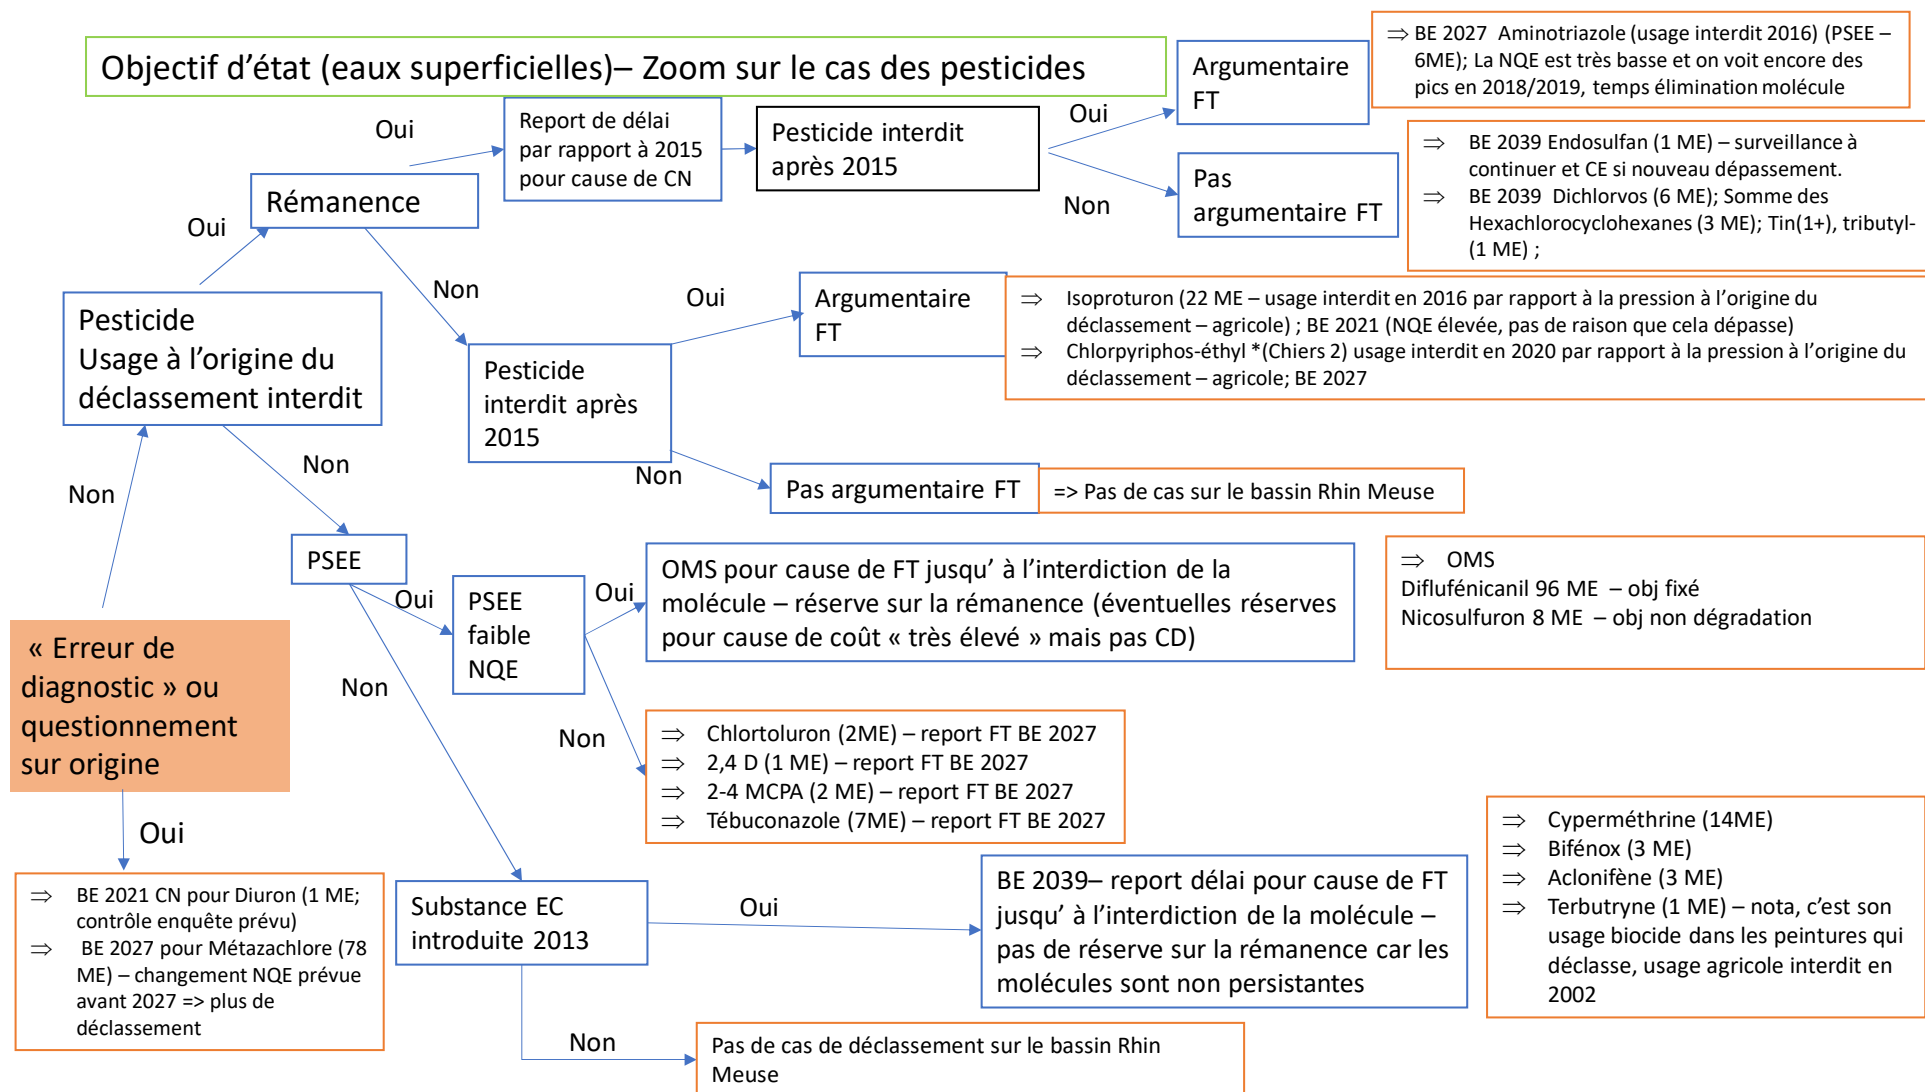 Objectif d'état (eaux superficielles)– Zoom sur le cas des pesticides
Oui
Report de délai
par rapport à 2015
pour cause de CN
Pesticide interdit
après 2015
Oui
Non
Argumentaire
FT
⇒ BE 2027 Aminotriazole (usage interdit 2016) (PSEE –
6ME); La NQE est très basse et on voit encore des
pics en 2018/2019, temps élimination molécule
Pas
argumentaire FT
⇒ BE 2039 Endosulfan (1 ME) – surveillance à
continuer et CE si nouveau dépassement.
⇒ BE 2039 Dichlorvos (6 ME); Somme des
Hexachlorocyclohexanes (3 ME); Tin(1+), tributyl-
(1 ME) ;
Rémanence
Oui
Non
Pesticide
Usage à l'origine du
déclassement interdit
Pesticide
interdit après
2015
Oui
Argumentaire
FT
⇒ Isoproturon (22 ME – usage interdit en 2016 par rapport à la pression à l'origine du
déclassement – agricole) ; BE 2021 (NQE élevée, pas de raison que cela dépasse)
⇒ Chlorpyriphos-éthyl *(Chiers 2) usage interdit en 2020 par rapport à la pression à l'origine du
déclassement – agricole; BE 2027
Non
Pas argumentaire FT
=> Pas de cas sur le bassin Rhin Meuse
Non
Non
PSEE
Oui
Non
PSEE
faible
NQE
Oui
OMS pour cause de FT jusqu' à l'interdiction de la
molécule – réserve sur la rémanence (éventuelles réserves
pour cause de coût « très élevé » mais pas CD)
⇒ OMS
Diflufénicanil 96 ME – obj fixé
Nicosulfuron 8 ME – obj non dégradation
Non
⇒ Chlortoluron (2ME) – report FT BE 2027
⇒ 2,4 D (1 ME) – report FT BE 2027
⇒ 2-4 MCPA (2 ME) – report FT BE 2027
⇒ Tébuconazole (7ME) – report FT BE 2027
« Erreur de
diagnostic » ou
questionnement
sur origine
Oui
⇒ BE 2021 CN pour Diuron (1 ME;
contrôle enquête prévu)
⇒ BE 2027 pour Métazachlore (78
ME) – changement NQE prévue
avant 2027 => plus de
déclassement
Substance EC
introduite 2013
Oui
BE 2039– report délai pour cause de FT
jusqu' à l'interdiction de la molécule –
pas de réserve sur la rémanence car les
molécules sont non persistantes
⇒ Cyperméthrine (14ME)
⇒ Bifénox (3 ME)
⇒ Aclonifène (3 ME)
⇒ Terbutryne (1 ME) – nota, c'est son
usage biocide dans les peintures qui
déclasse, usage agricole interdit en
2002
Non
Pas de cas de déclassement sur le bassin Rhin
Meuse